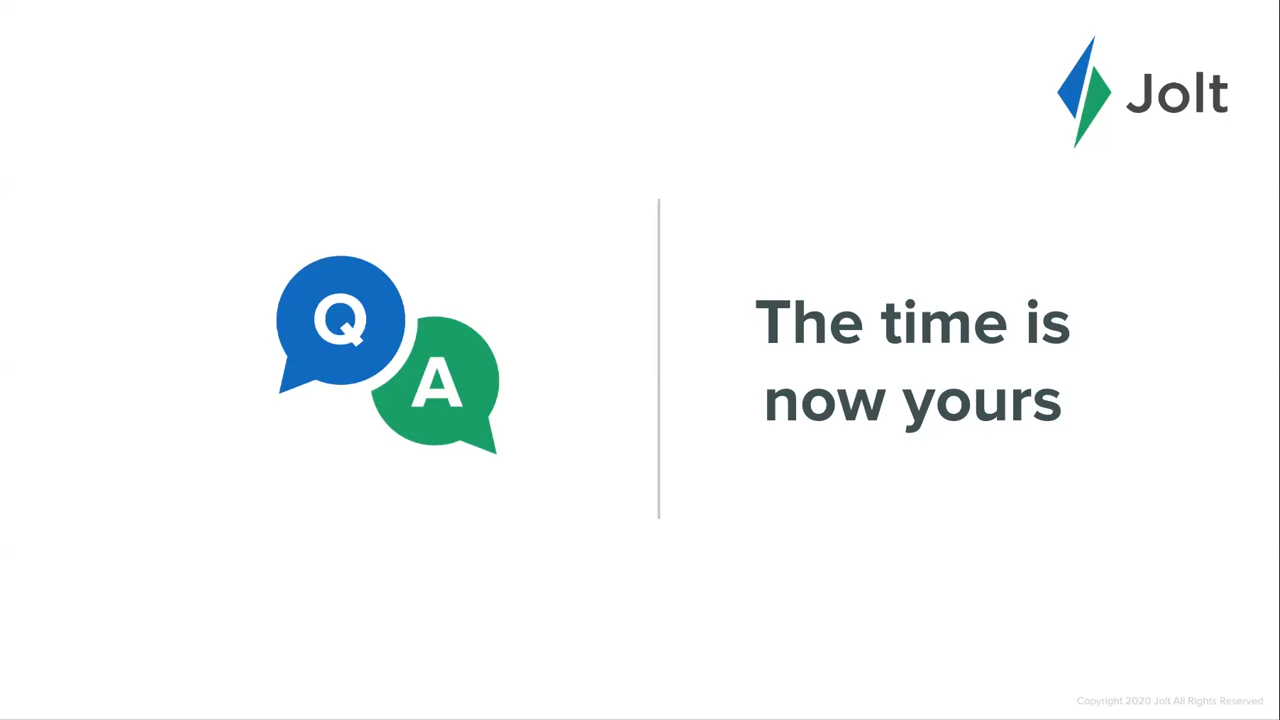 Jolt
Q
A
The time is
now yours
Copyright 2020 Jolt All Rights Reserved